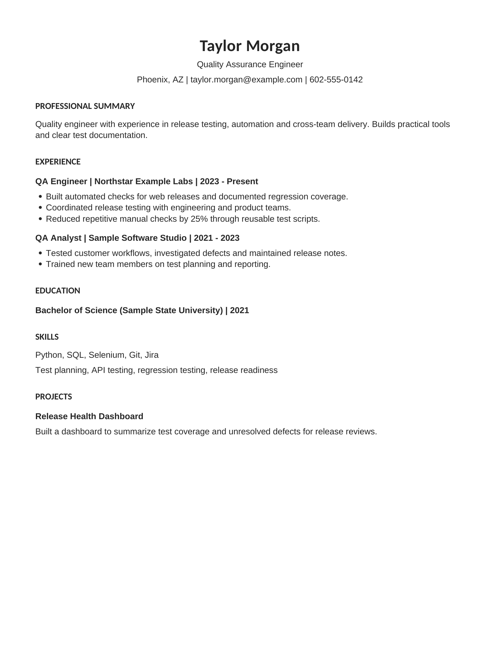 Taylor Morgan
Quality Assurance Engineer
Phoenix, AZ | taylor.morgan@example.com | 602-555-0142
PROFESSIONAL SUMMARY
Quality engineer with experience in release testing, automation and cross-team delivery. Builds practical tools
and clear test documentation.
EXPERIENCE
QA Engineer | Northstar Example Labs | 2023 - Present
• Built automated checks for web releases and documented regression coverage.
• Coordinated release testing with engineering and product teams.
• Reduced repetitive manual checks by 25% through reusable test scripts.
QA Analyst | Sample Software Studio | 2021 - 2023
• Tested customer workflows, investigated defects and maintained release notes.
• Trained new team members on test planning and reporting.
EDUCATION
Bachelor of Science (Sample State University) | 2021
SKILLS
Python, SQL, Selenium, Git, Jira
Test planning, API testing, regression testing, release readiness
PROJECTS
Release Health Dashboard
Built a dashboard to summarize test coverage and unresolved defects for release reviews.